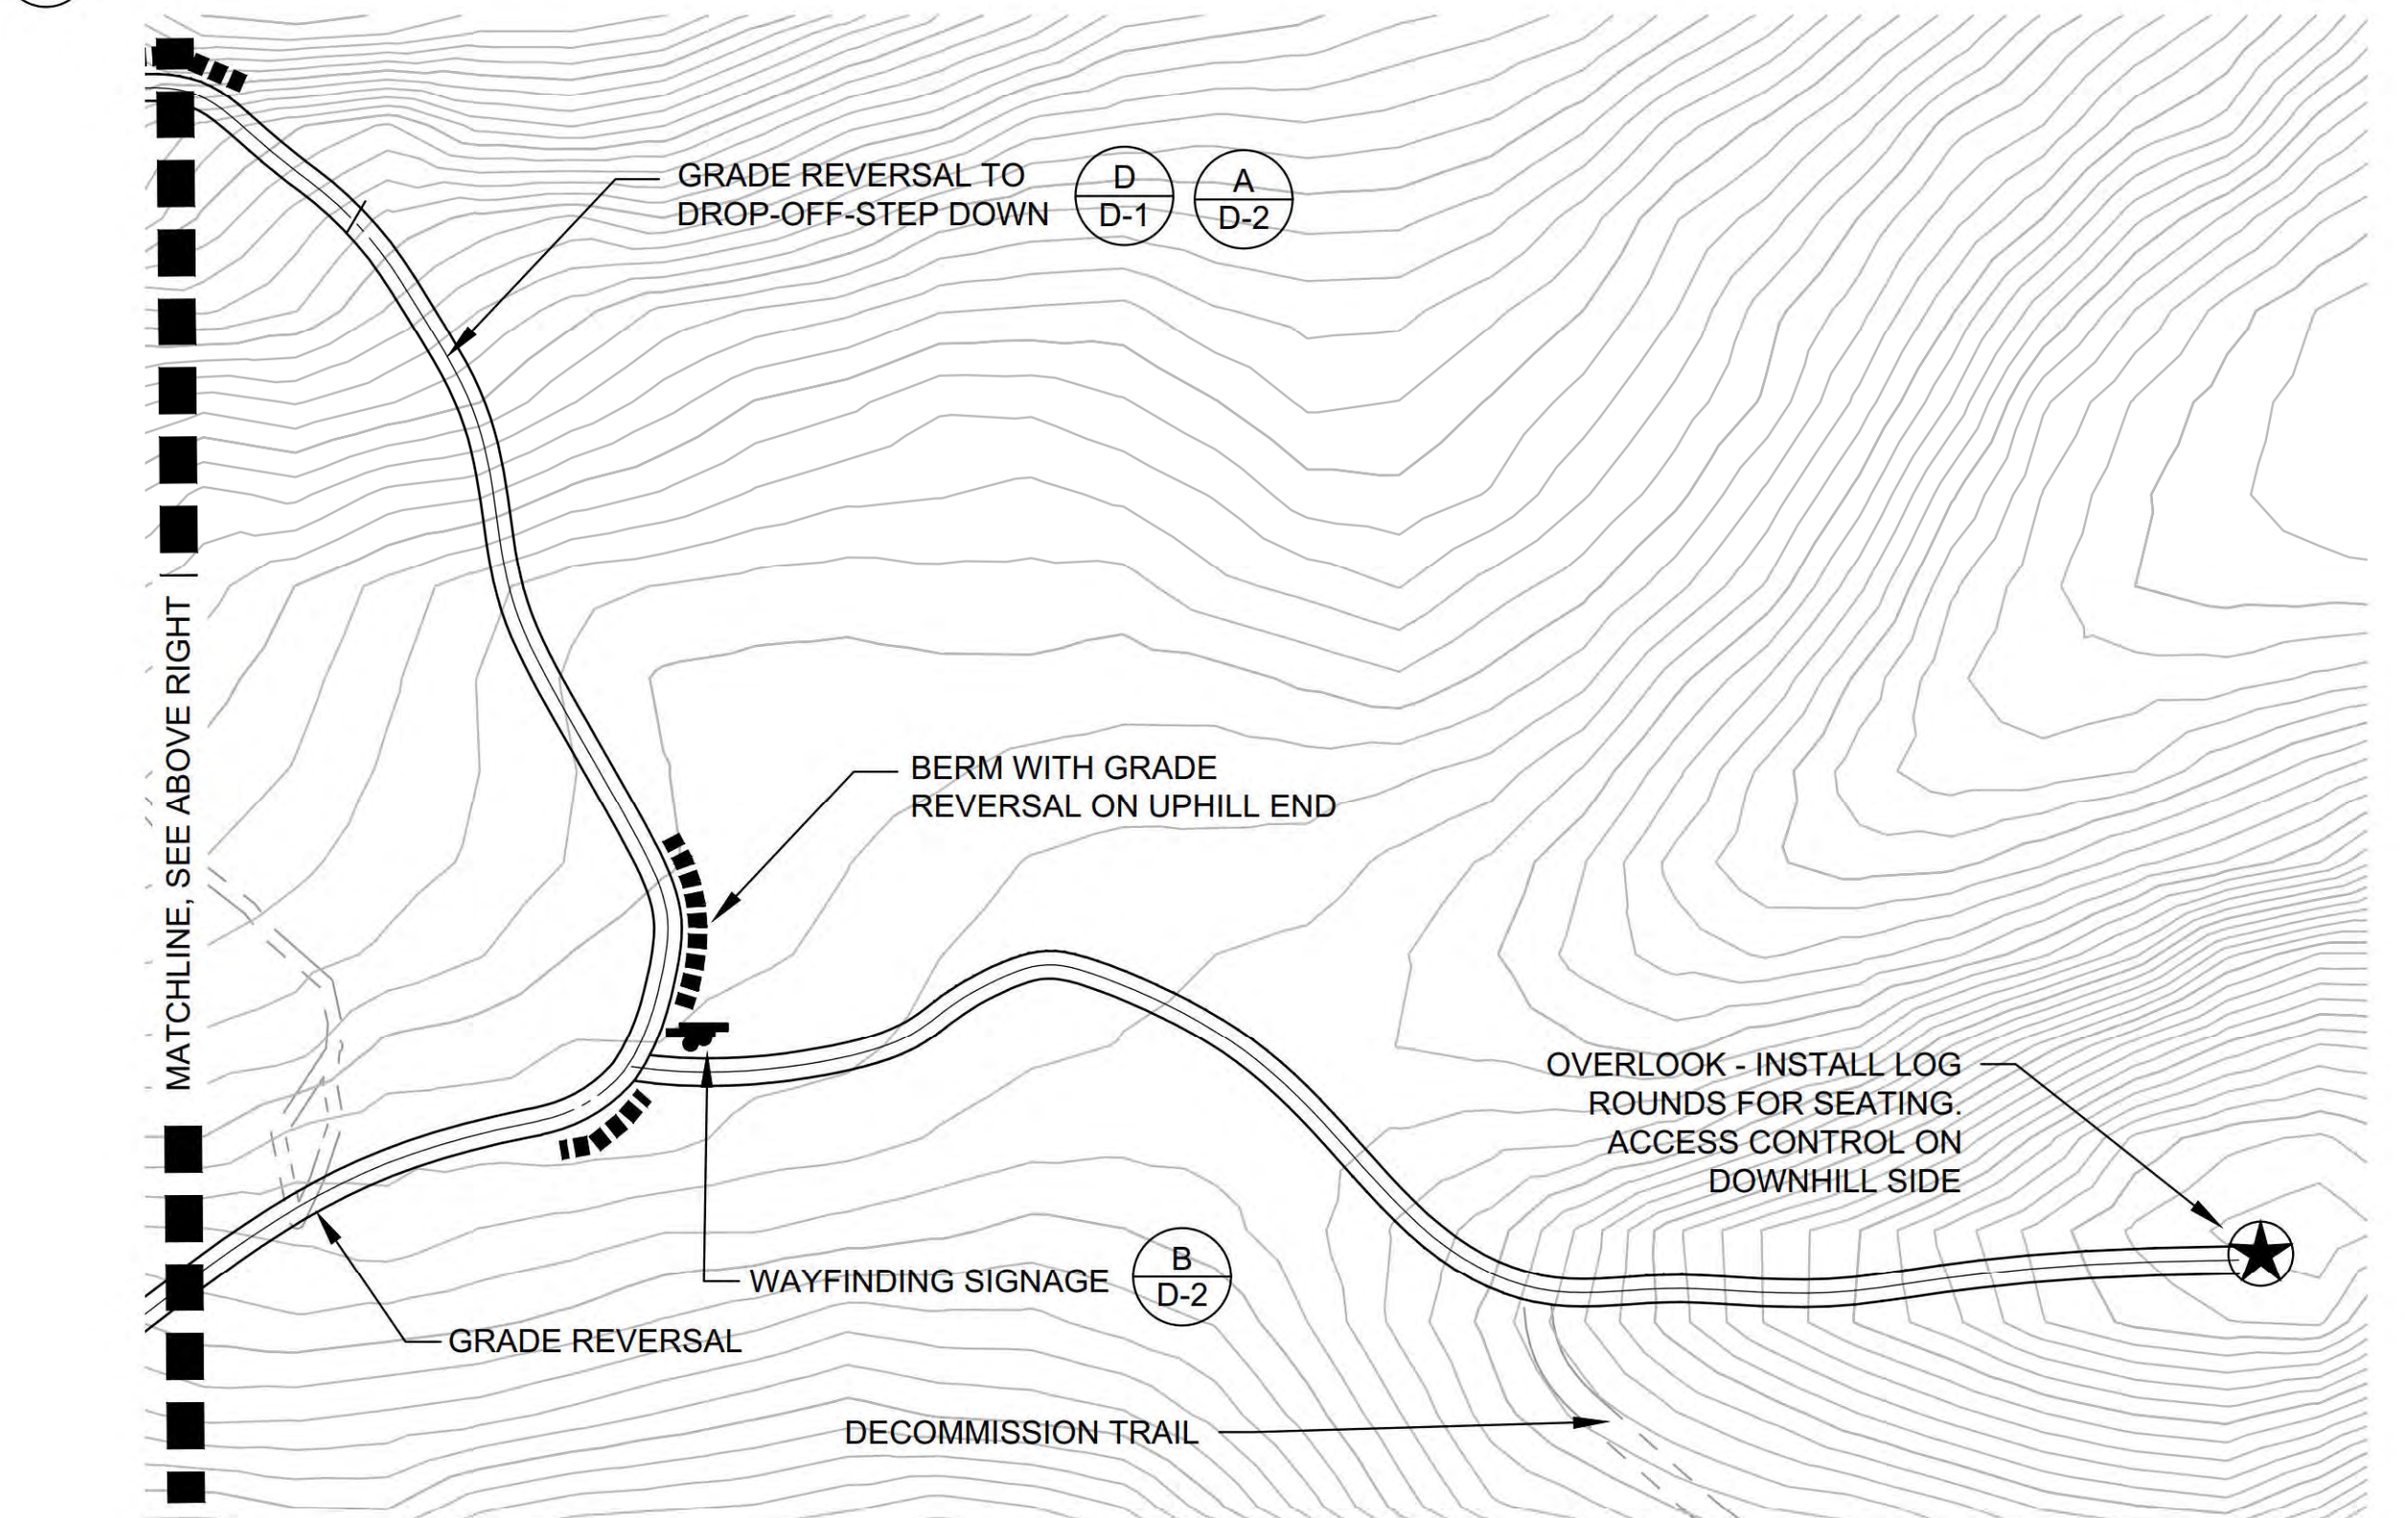 GRADE REVERSAL TO
DROP-OFF-STEP DOWN
D
D-1
A
D-2
MATCHLINE, SEE ABOVE RIGHT
BERM WITH GRADE
REVERSAL ON UPHILL END
OVERLOOK - INSTALL LOG
ROUNDS FOR SEATING.
ACCESS CONTROL ON
DOWNHILL SIDE
WAYFINDING SIGNAGE
B
D-2
GRADE REVERSAL
DECOMMISSION TRAIL